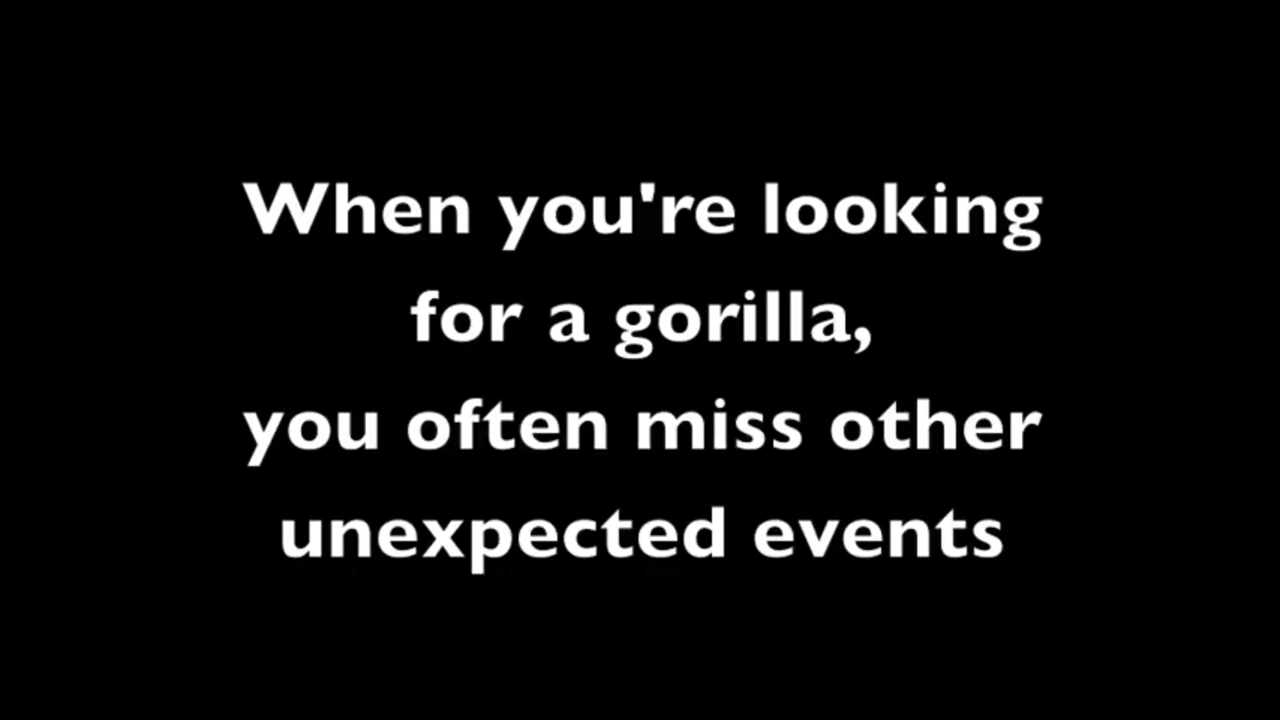 When you're looking
for a gorilla,
you often miss other
unexpected events